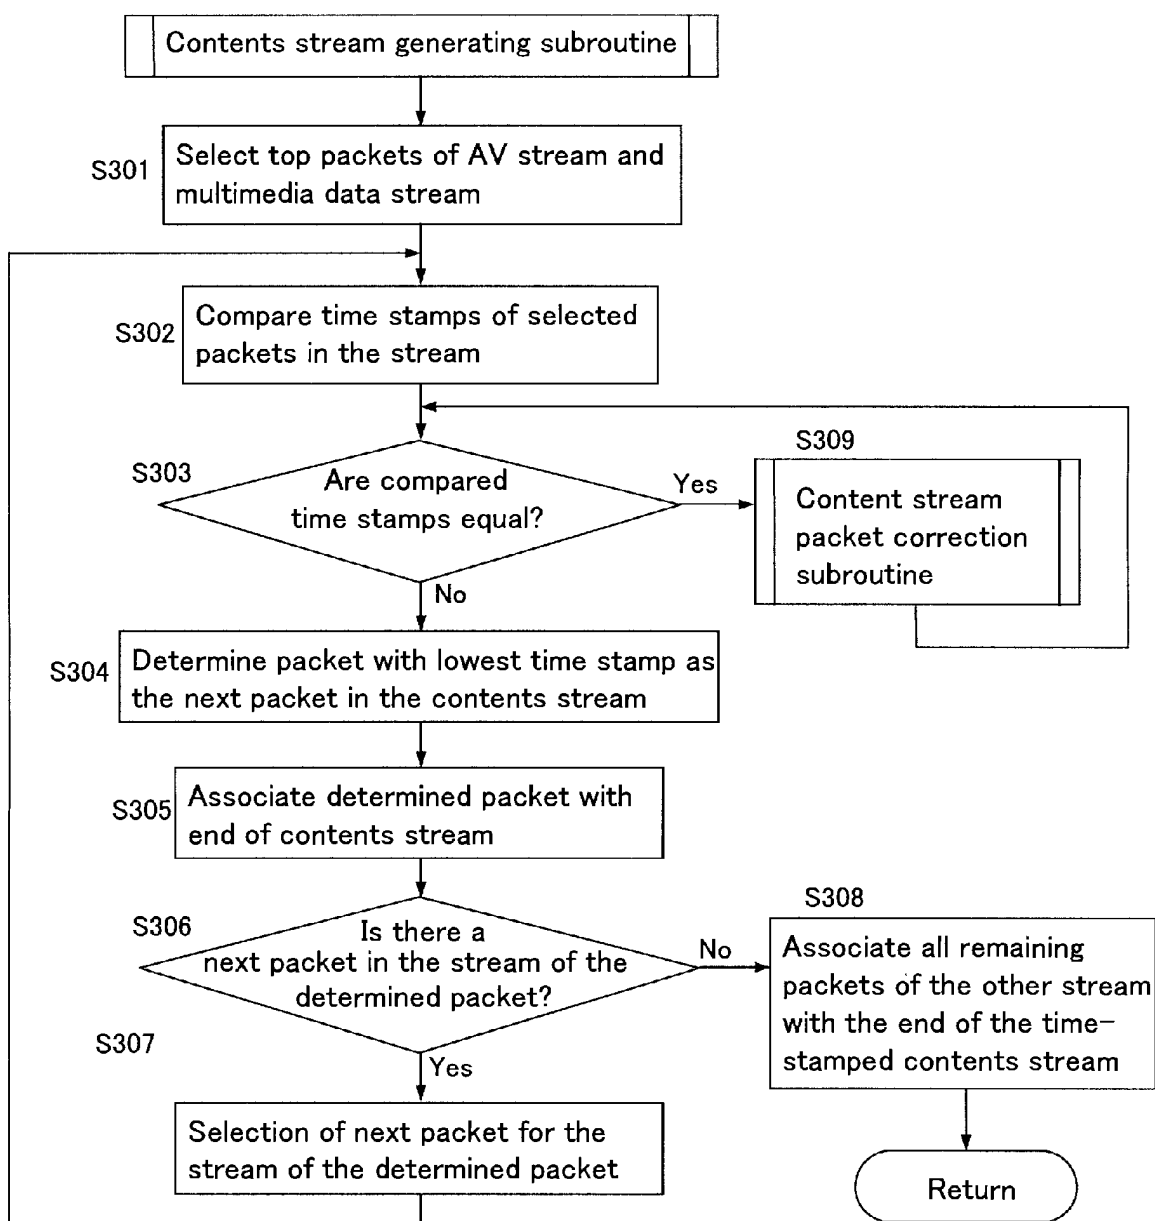 Contents stream generating subroutine
S301
Select top packets of AV stream and
multimedia data stream
S302
Compare time stamps of selected
packets in the stream
S303
Are compared
time stamps equal?
Yes
S309
Content stream
packet correction
subroutine
No
S304
Determine packet with lowest time stamp as
the next packet in the contents stream
S305
Associate determined packet with
end of contents stream
S306
Is there a
next packet in the stream of the
determined packet?
No
S308
Associate all remaining
packets of the other stream
with the end of the time-
stamped contents stream
S307
Yes
Selection of next packet for the
stream of the determined packet
Return